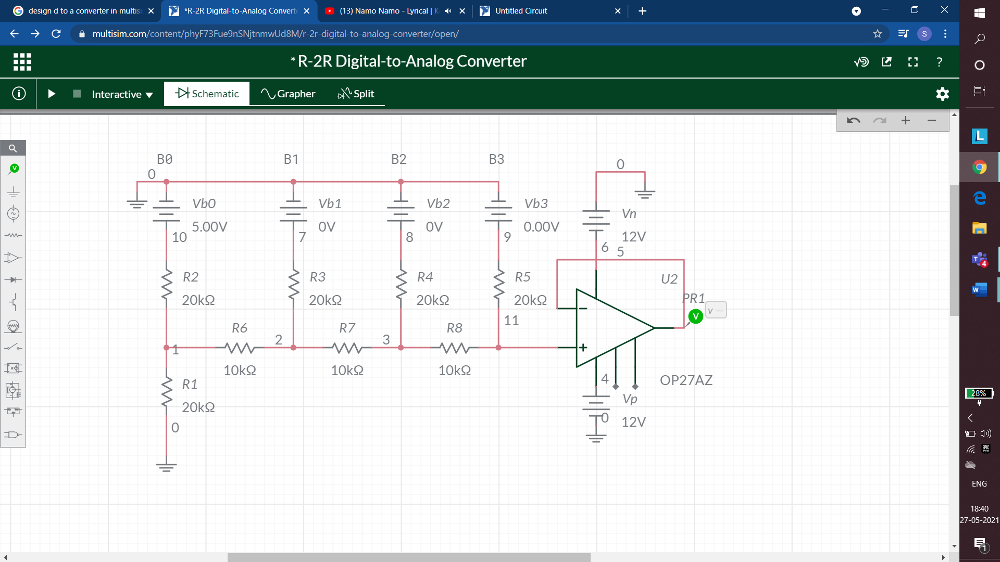 design d to a converter in multisi
*R-2R Digital-to-Analog Converte
(13) Namo Namo - Lyrical | K
Untitled Circuit
multisim.com/content/phyF73Fue9nSNjtnmwUd8M/r-2r-digital-to-analog-converter/open/
S
*R-2R Digital-to-Analog Converter
?
Interactive
Schematic
Grapher
Split
B0
B1
B2
B3
0
0
Vb0
5.00V
Vb1
0V
Vb2
0V
Vb3
0.00V
Vn
12V
10
7
8
9
6
5
R2
20kΩ
R3
20kΩ
R4
20kΩ
R5
20kΩ
U2
PR1
V
v —
11
R6
10kΩ
R7
10kΩ
R8
10kΩ
1
2
3
4
OP27AZ
R1
20kΩ
Vp
12V
0
0
V
L
4
W
28%
EPIC
GAMES
ENG
18:40
27-05-2021
1